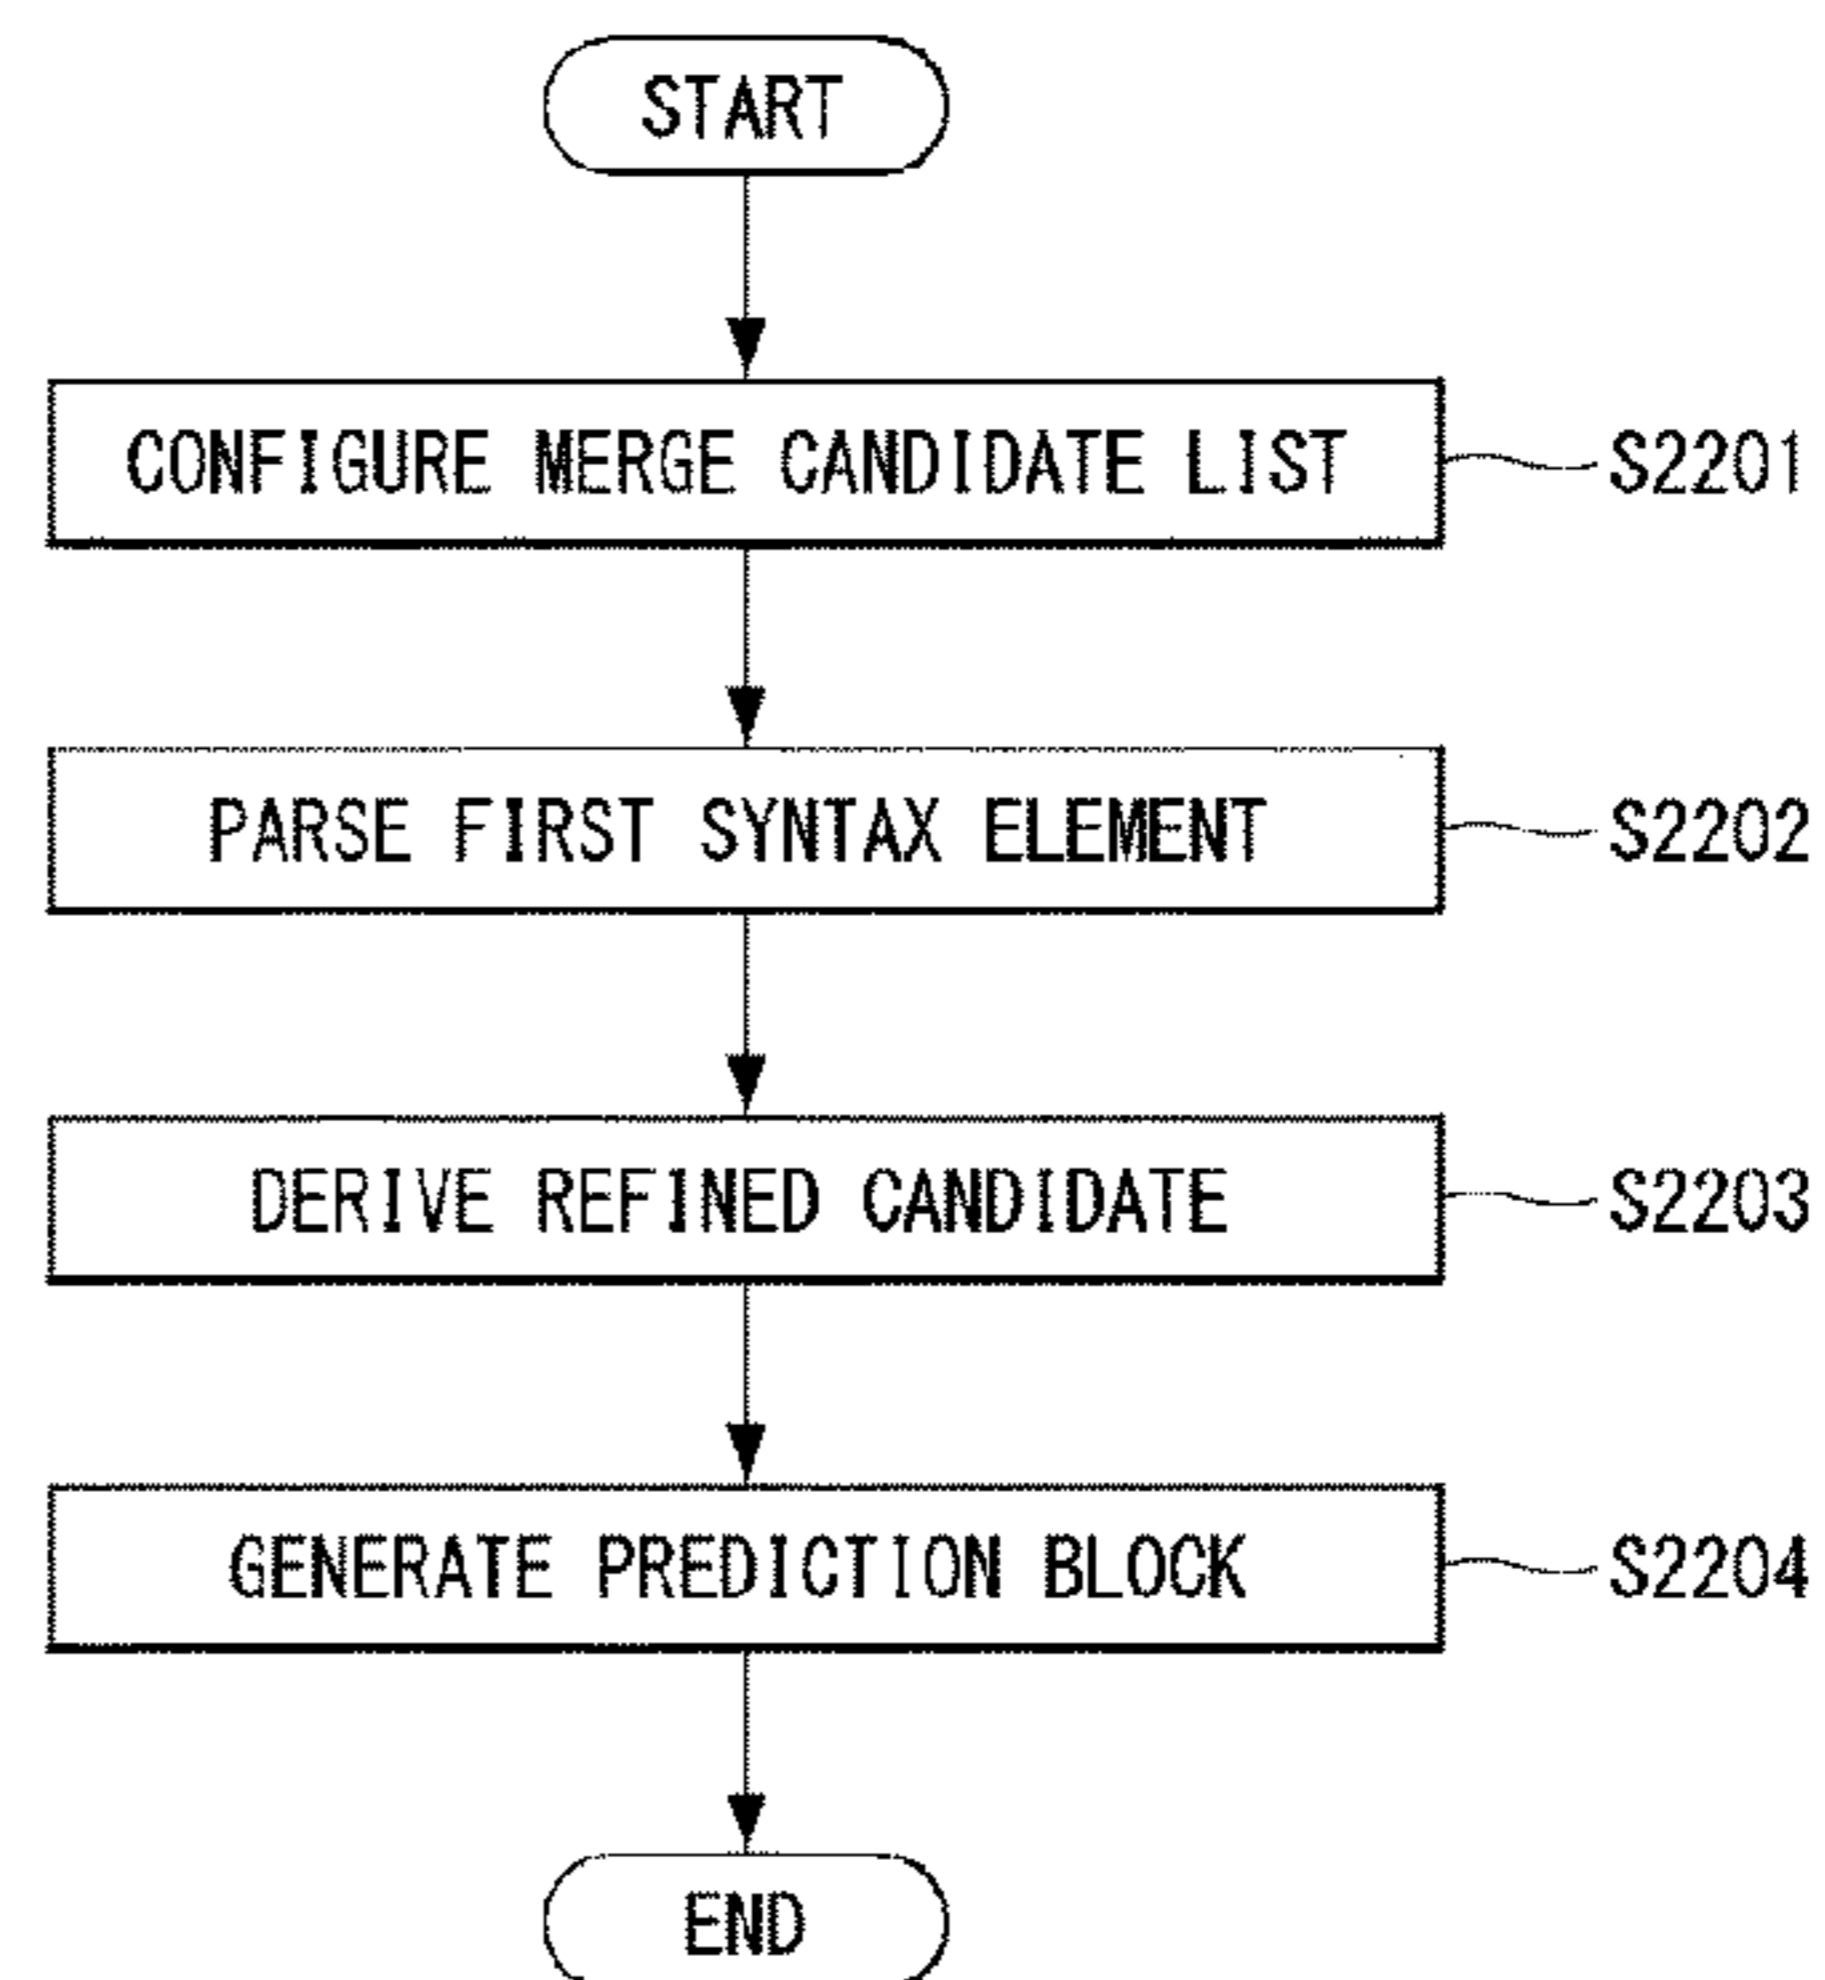 START
CONFIGURE MERGE CANDIDATE LIST
S2201
PARSE FIRST SYNTAX ELEMENT
S2202
DERIVE REFINED CANDIDATE
S2203
GENERATE PREDICTION BLOCK
S2204
END